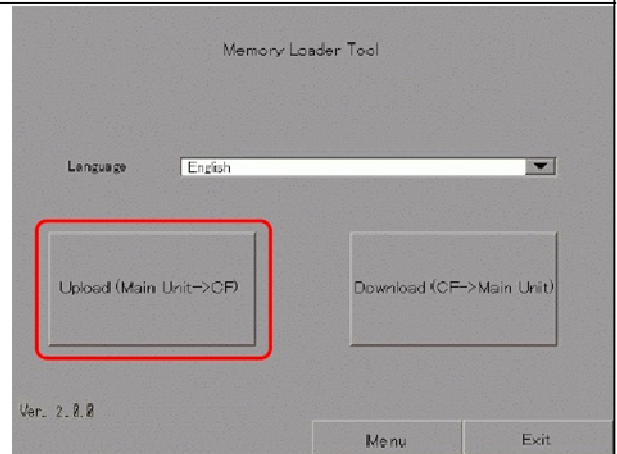 Memory Loader Tool
Language English
Upload (Main Unit->CF) Download (CF->Main Unit)
Ver. 2.0.0
Menu Exit